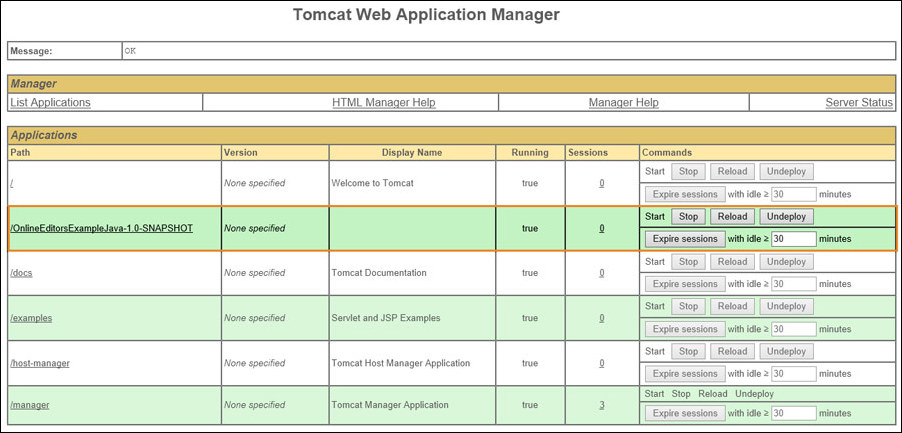 Tomcat Web Application Manager
Message: OK
Manager
List Applications HTML Manager Help Manager Help Server Status
Applications
Path Version Display Name Running Sessions Commands
/ None specified Welcome to Tomcat true 0 Start Stop Reload Undeploy
Expire sessions with idle ≥ 30 minutes
/OnlineEditorsExampleJava-1.0-SNAPSHOT None specified true 0 Start Stop Reload Undeploy
Expire sessions with idle ≥ 30 minutes
/docs None specified Tomcat Documentation true 0 Start Stop Reload Undeploy
Expire sessions with idle ≥ 30 minutes
/examples None specified Servlet and JSP Examples true 0 Start Stop Reload Undeploy
Expire sessions with idle ≥ 30 minutes
/host-manager None specified Tomcat Host Manager Application true 0 Start Stop Reload Undeploy
Expire sessions with idle ≥ 30 minutes
/manager None specified Tomcat Manager Application true 3 Start Stop Reload Undeploy
Expire sessions with idle ≥ 30 minutes